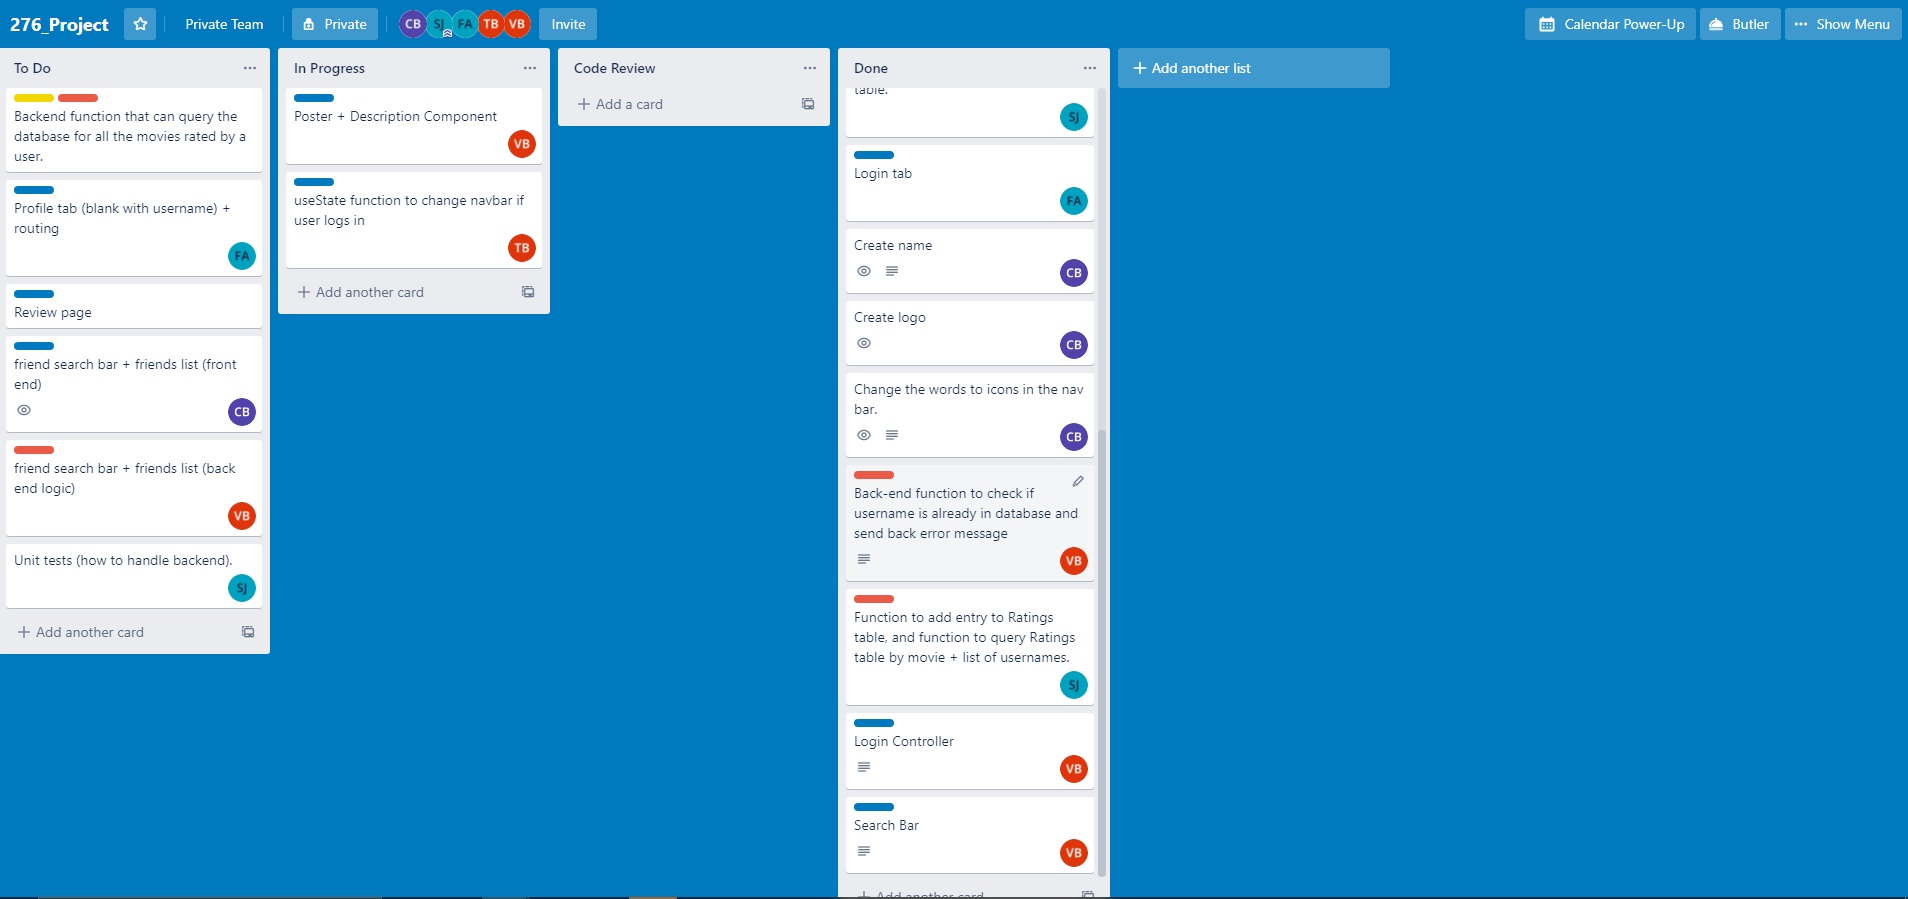 276_Project
Private Team
Private
CB
SJ
FA
TB
VB
Invite
Calendar Power-Up
Butler
Show Menu
To Do
Backend function that can query the
database for all the movies rated by a
user.
Profile tab (blank with username) +
routing
FA
Review page
friend search bar + friends list (front
end)
CB
friend search bar + friends list (back
end logic)
VB
Unit tests (how to handle backend).
SJ
+ Add another card
In Progress
Poster + Description Component
VB
useState function to change navbar if
user logs in
TB
+ Add another card
Code Review
+ Add a card
Done
table.
SJ
Login tab
FA
Create name
CB
Create logo
CB
Change the words to icons in the nav
bar.
CB
Back-end function to check if
username is already in database and
send back error message
VB
Function to add entry to Ratings
table, and function to query Ratings
table by movie + list of usernames.
SJ
Login Controller
VB
Search Bar
VB
+ Add another card
+ Add another list